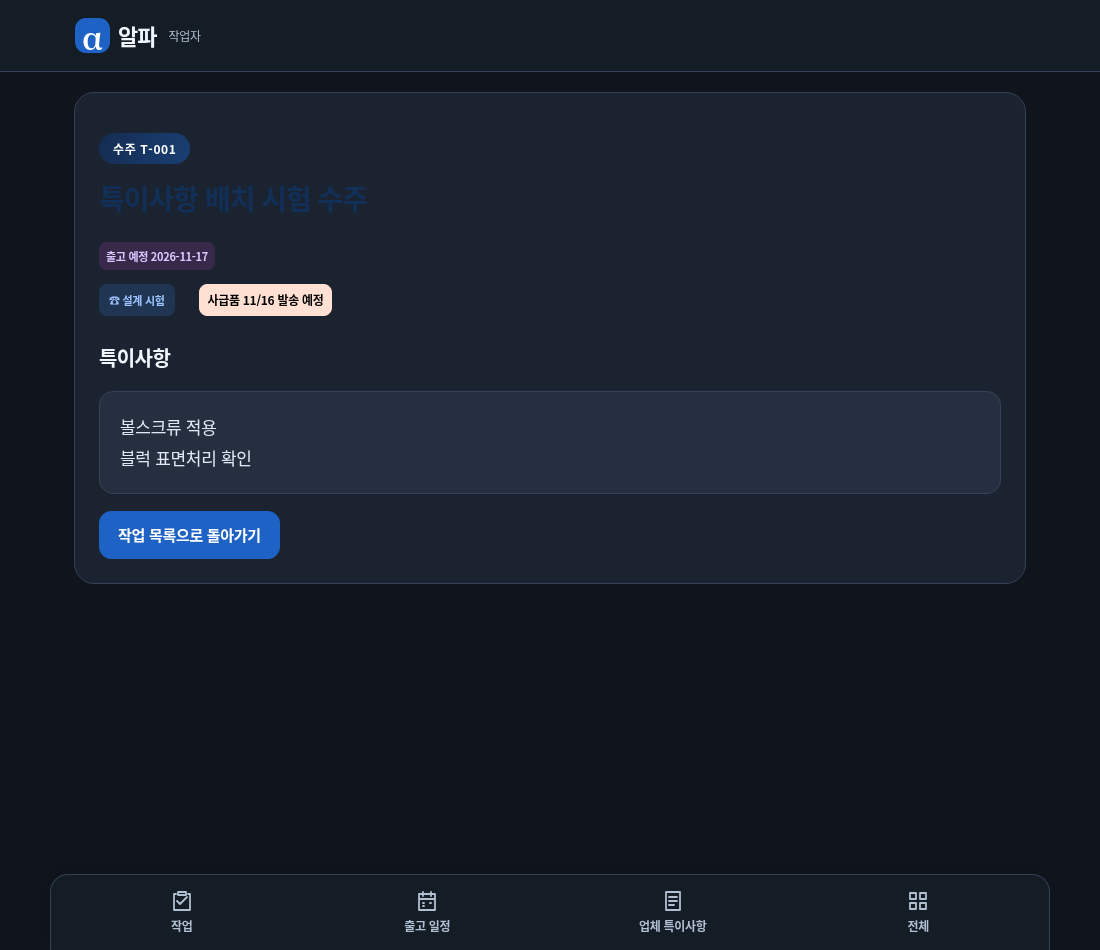 α 알파 작업자
수주 T-001
특이사항 배치 시험 수주
출고 예정 2026-11-17
☎ 설계 시험 사급품 11/16 발송 예정
특이사항
볼스크류 적용
블럭 표면처리 확인
작업 목록으로 돌아가기
작업 출고 일정 업체 특이사항 전체